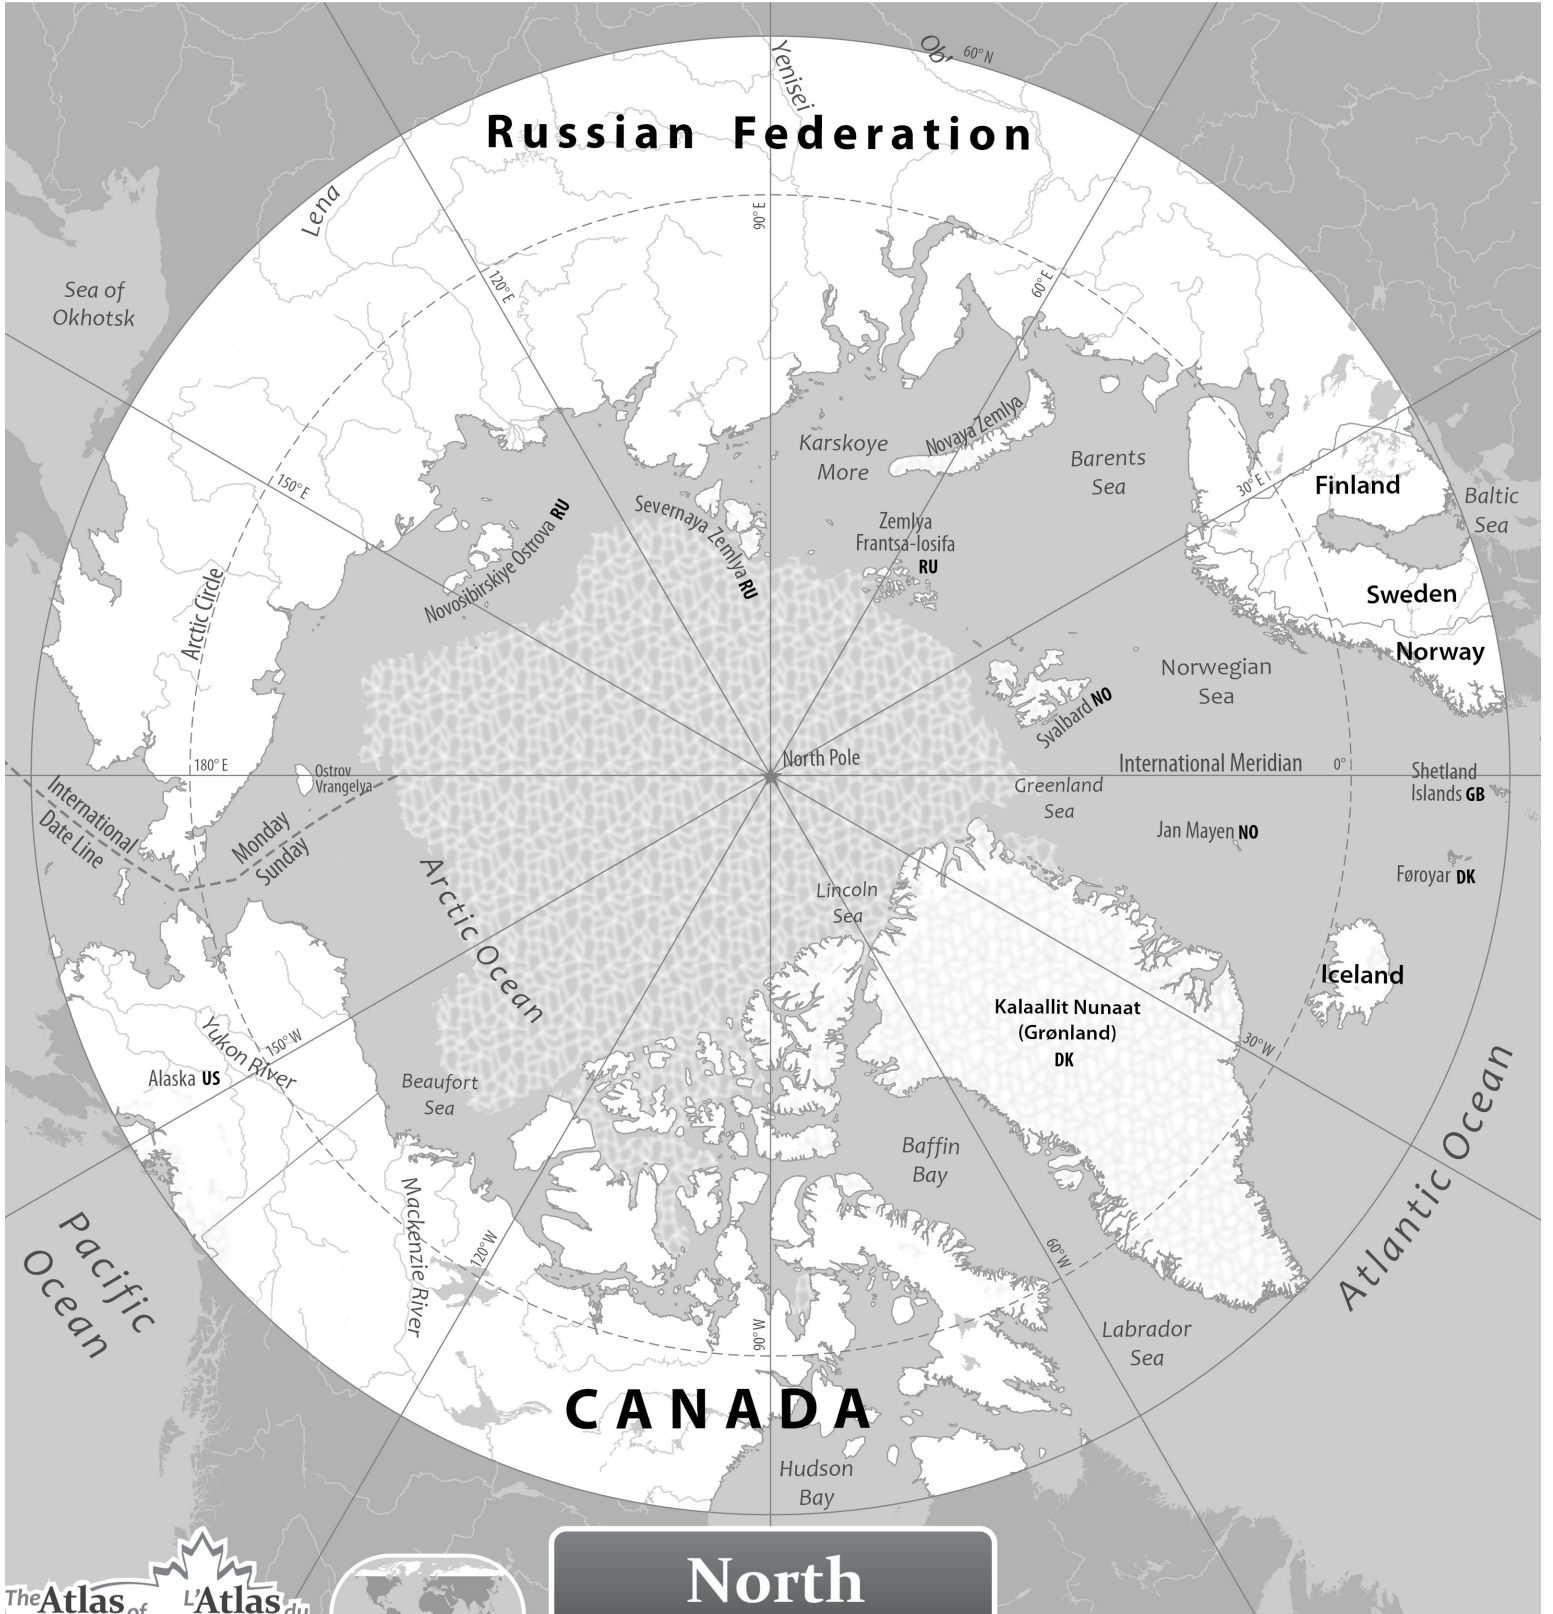 Yenisei
Ob'
60° N
Russian Federation
Lena
90° E
Sea of
Okhotsk
120° E
60° E
Karskoye
More
Novaya Zemlya
Barents
Sea
150° E
30° E
Finland
Baltic
Sea
Novosibirskiye Ostrova RU
Severnaya Zemlya RU
Zemlya
Frantsa-Iosifa
RU
Arctic Circle
Sweden
Norway
Norwegian
Sea
Svalbard NO
North Pole
180° E
Ostrov
Vrangelya
International Meridian
0°
Greenland
Sea
Shetland
Islands GB
International
Date Line
Monday
Sunday
Jan Mayen NO
Føroyar DK
Arctic Ocean
Lincoln
Sea
Iceland
Kalaallit Nunaat
(Grønland)
DK
Yukon River
150° W
30° W
Alaska US
Beaufort
Sea
Baffin
Bay
Atlantic Ocean
Pacific
Ocean
Mackenzie River
120° W
60° W
90° W
Labrador
Sea
CANADA
Hudson
Bay
North
The Atlas of
L'Atlas du